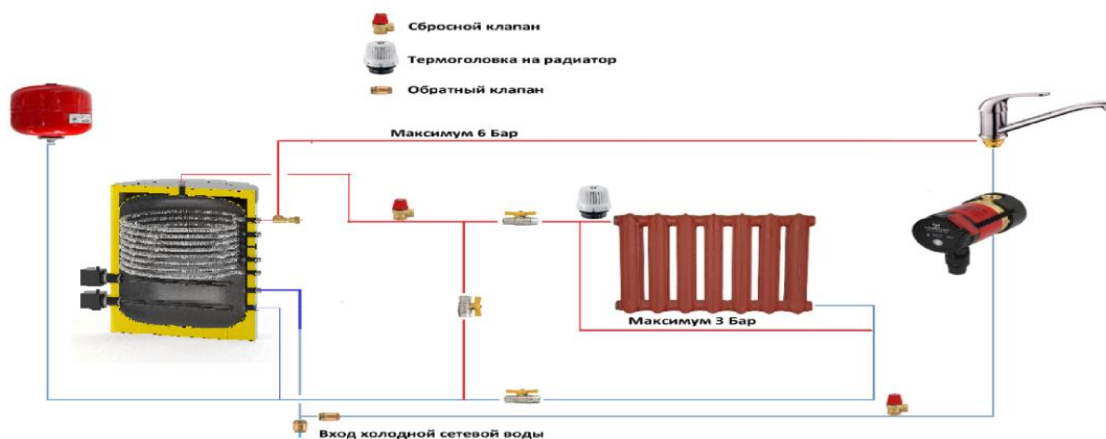 Сбросной клапан
Термоголовка на радиатор
Обратный клапан
Максимум 6 Бар
Максимум 3 Бар
Вход холодной сетевой воды